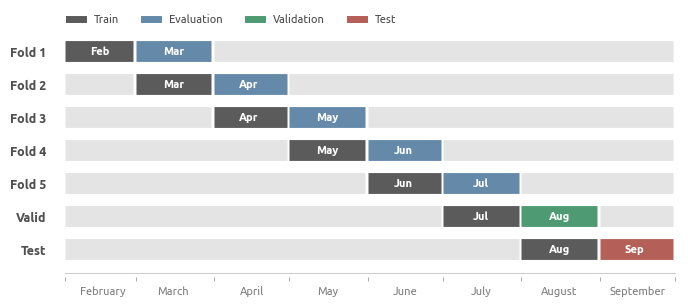 Train Evaluation Validation Test
Fold 1 Feb Mar
Fold 2 Mar Apr
Fold 3 Apr May
Fold 4 May Jun
Fold 5 Jun Jul
Valid Jul Aug
Test Aug Sep
February March April May June July August September